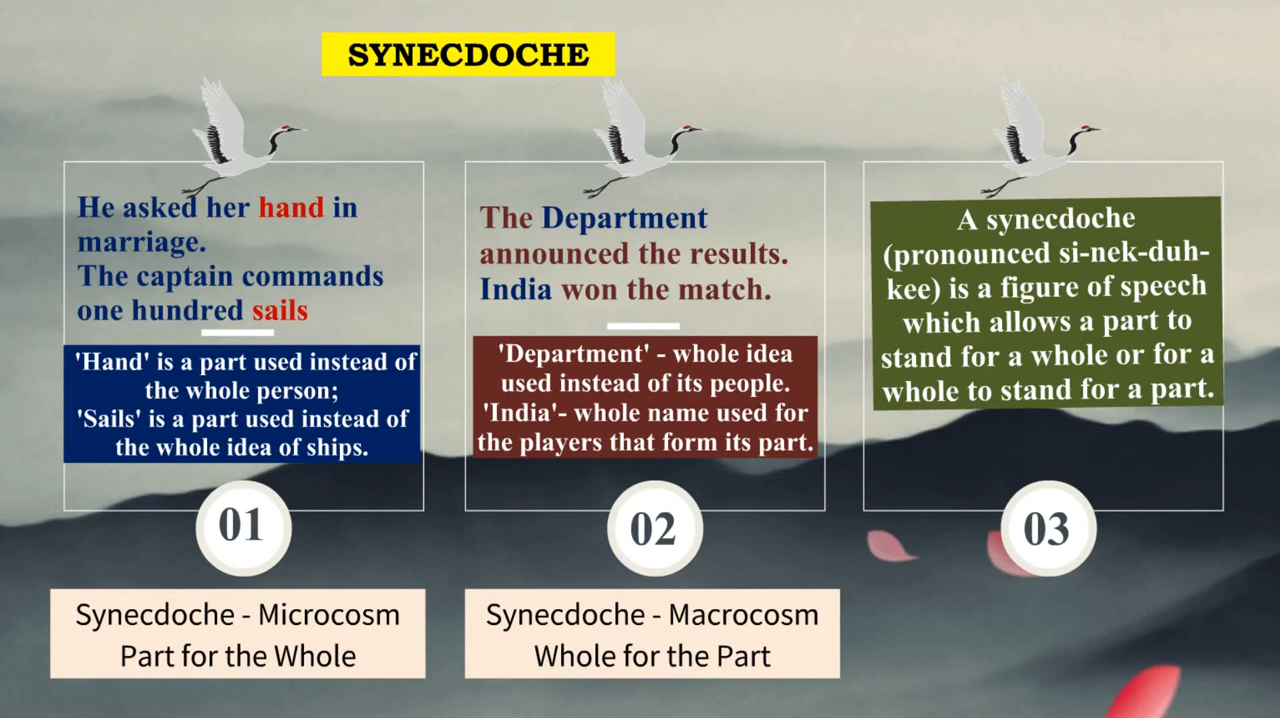 SYNECDOCHE
He asked her hand in
marriage.
The captain commands
one hundred sails
'Hand' is a part used instead of
the whole person;
'Sails' is a part used instead of
the whole idea of ships.
01
Synecdoche - Microcosm
Part for the Whole
The Department
announced the results.
India won the match.
'Department' - whole idea
used instead of its people.
'India'- whole name used for
the players that form its part.
02
Synecdoche - Macrocosm
Whole for the Part
A synecdoche
(pronounced si-nek-duh-
kee) is a figure of speech
which allows a part to
stand for a whole or for a
whole to stand for a part.
03